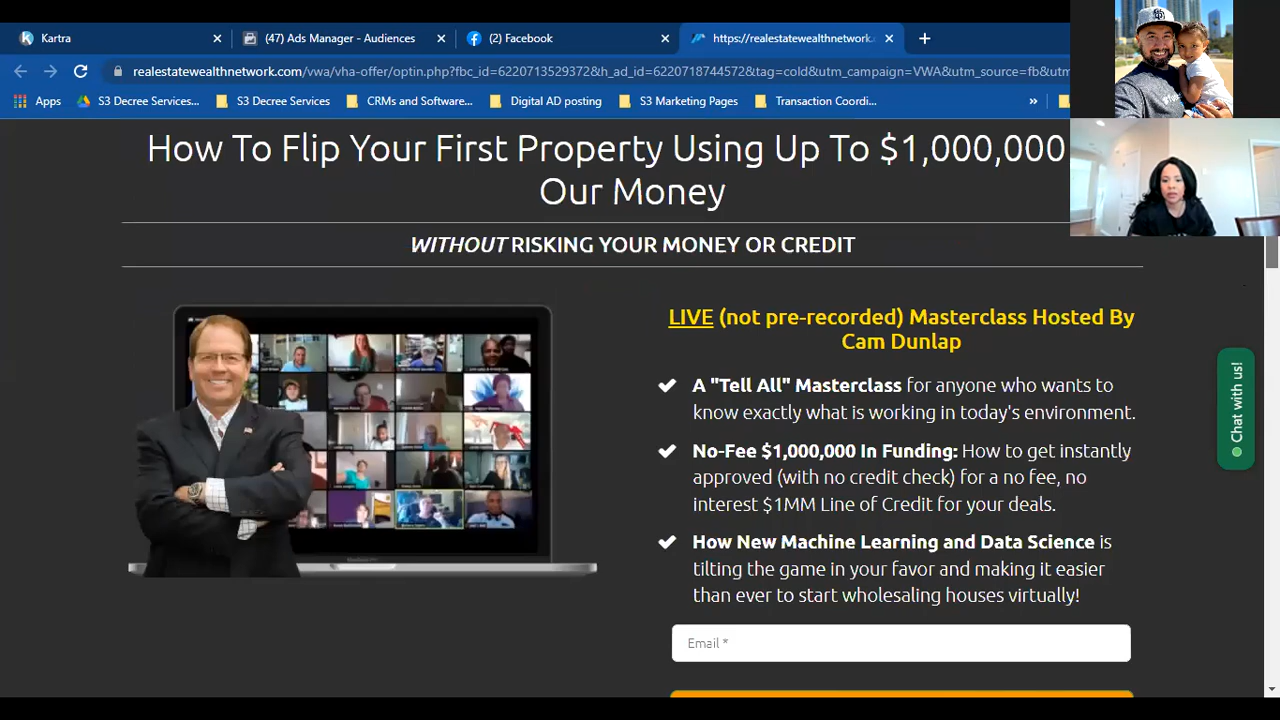 Kartra
(47) Ads Manager - Audiences
(2) Facebook
https://realestatewealthnetwork.
realestatewealthnetwork.com/vwa/vha-offer/optin.php?fbc_id=6220713529372&h_ad_id=6220718744572&tag=cold&utm_campaign=VWA&utm_source=fb&utm
Apps
S3 Decree Services...
S3 Decree Services
CRMs and Software...
Digital AD posting
S3 Marketing Pages
Transaction Coordi...
»
How To Flip Your First Property Using Up To $1,000,000
Our Money
WITHOUT RISKING YOUR MONEY OR CREDIT
LIVE (not pre-recorded) Masterclass Hosted By
Cam Dunlap
A "Tell All" Masterclass for anyone who wants to
know exactly what is working in today's environment.
No-Fee $1,000,000 In Funding: How to get instantly
approved (with no credit check) for a no fee, no
interest $1MM Line of Credit for your deals.
How New Machine Learning and Data Science is
tilting the game in your favor and making it easier
than ever to start wholesaling houses virtually!
Email *
Chat with us!